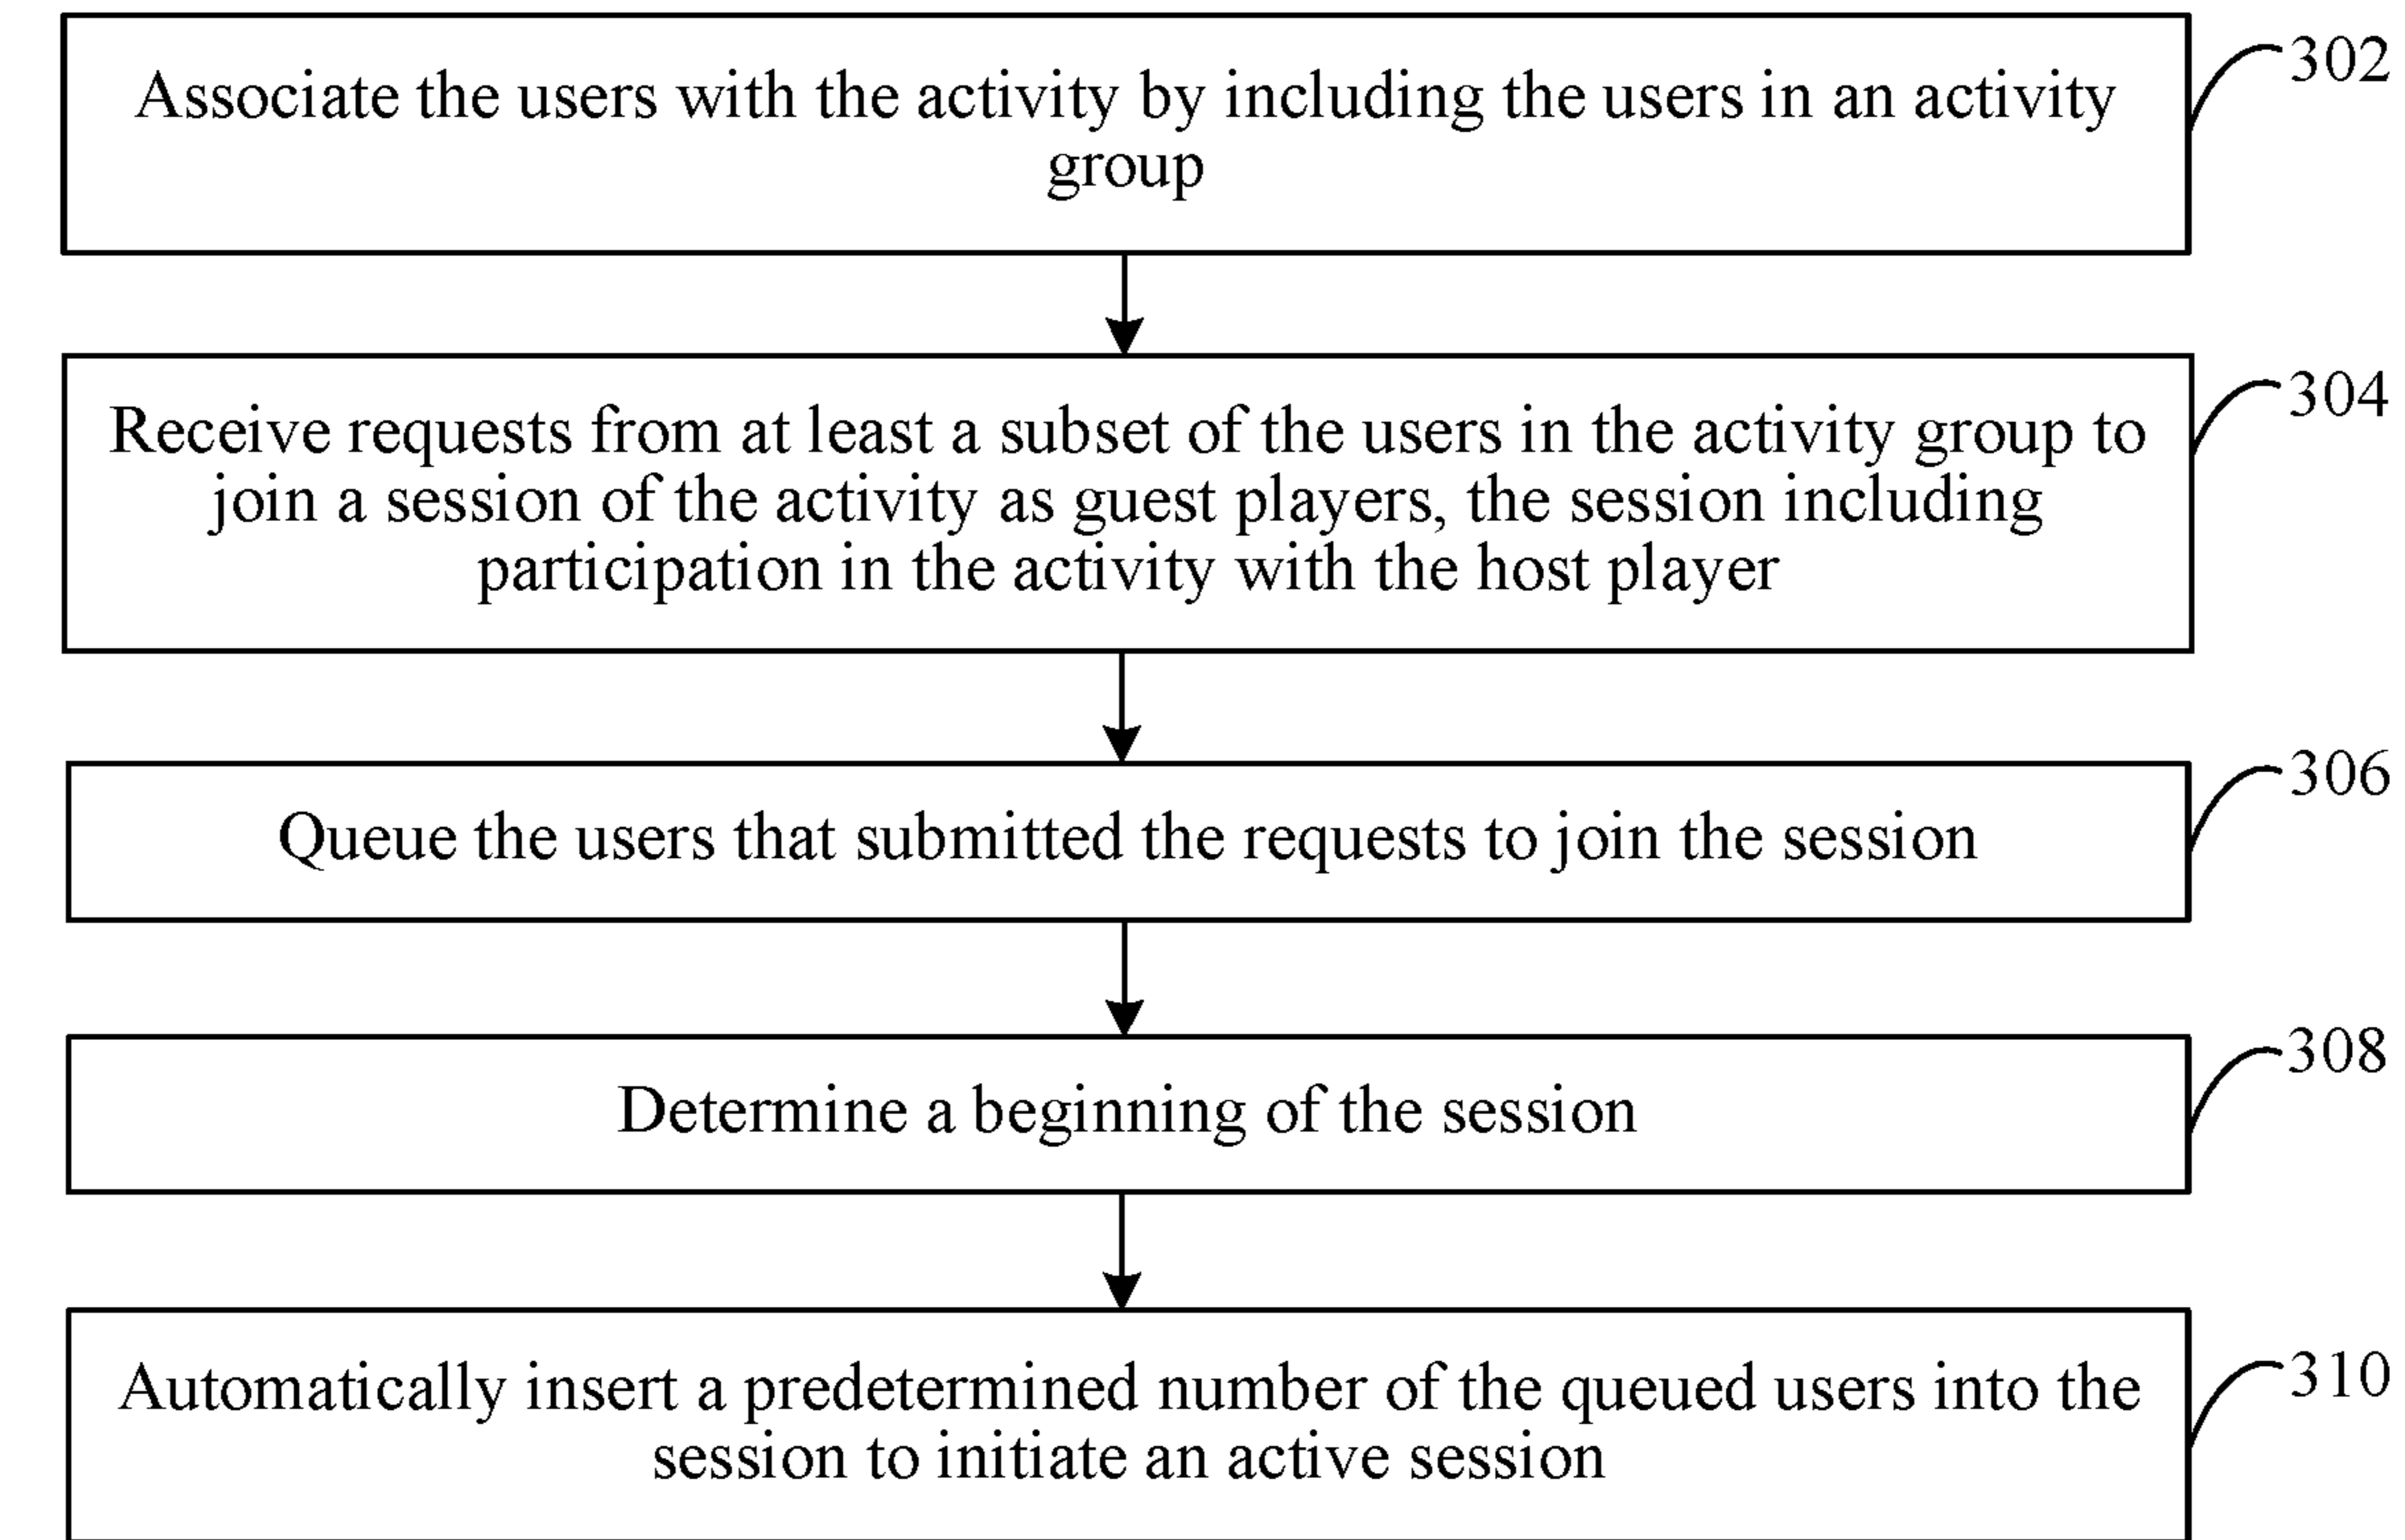 Associate the users with the activity by including the users in an activity
group
302
Receive requests from at least a subset of the users in the activity group to
join a session of the activity as guest players, the session including
participation in the activity with the host player
304
Queue the users that submitted the requests to join the session
306
Determine a beginning of the session
308
Automatically insert a predetermined number of the queued users into the
session to initiate an active session
310